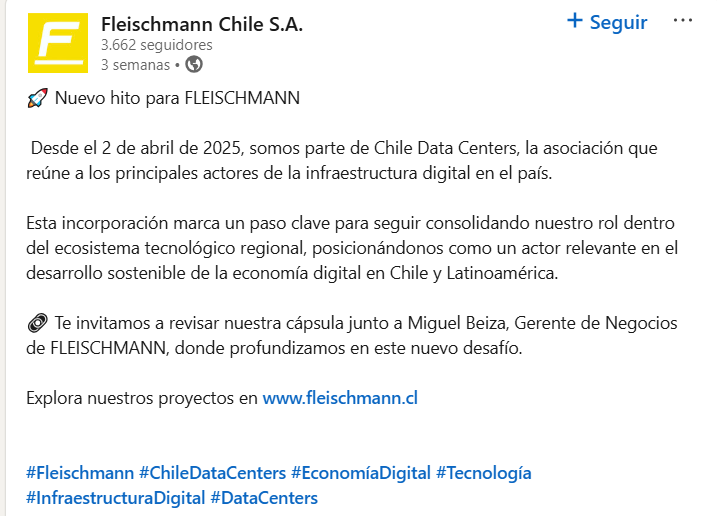 F
Fleischmann Chile S.A.
+ Seguir
...
3.662 seguidores
3 semanas •
🚀 Nuevo hito para FLEISCHMANN
Desde el 2 de abril de 2025, somos parte de Chile Data Centers, la asociación que
reúne a los principales actores de la infraestructura digital en el país.
Esta incorporación marca un paso clave para seguir consolidando nuestro rol dentro
del ecosistema tecnológico regional, posicionándonos como un actor relevante en el
desarrollo sostenible de la economía digital en Chile y Latinoamérica.
🔗 Te invitamos a revisar nuestra cápsula junto a Miguel Beiza, Gerente de Negocios
de FLEISCHMANN, donde profundizamos en este nuevo desafío.
Explora nuestros proyectos en www.fleischmann.cl
#Fleischmann #ChileDataCenters #EconomíaDigital #Tecnología
#InfraestructuraDigital #DataCenters